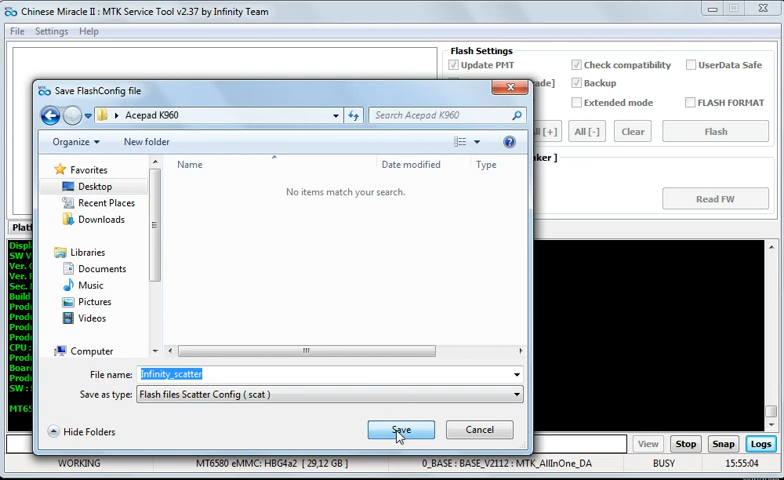 Chinese Miracle II : MTK Service Tool v2.37 by Infinity Team
File Settings Help
Flash Settings
Update PMT Check compatibility UserData Safe
Backup
Extended mode FLASH FORMAT
All [-] Clear Flash
Read FW
Save FlashConfig file
Acepad K960 Search Acepad K960
Organize New folder
Name Date modified Type
No items match your search.
Favorites
Desktop
Recent Places
Downloads
Libraries
Documents
Music
Pictures
Videos
Computer
File name: Infinity_scatter
Save as type: Flash files Scatter Config ( scat )
Hide Folders Save Cancel
View Stop Snap Logs
WORKING MT6580 eMMC: HBG4a2 [ 29,12 GB ] 0_BASE : BASE_V2112 : MTK_AllInOne_DA BUSY 15:55:04